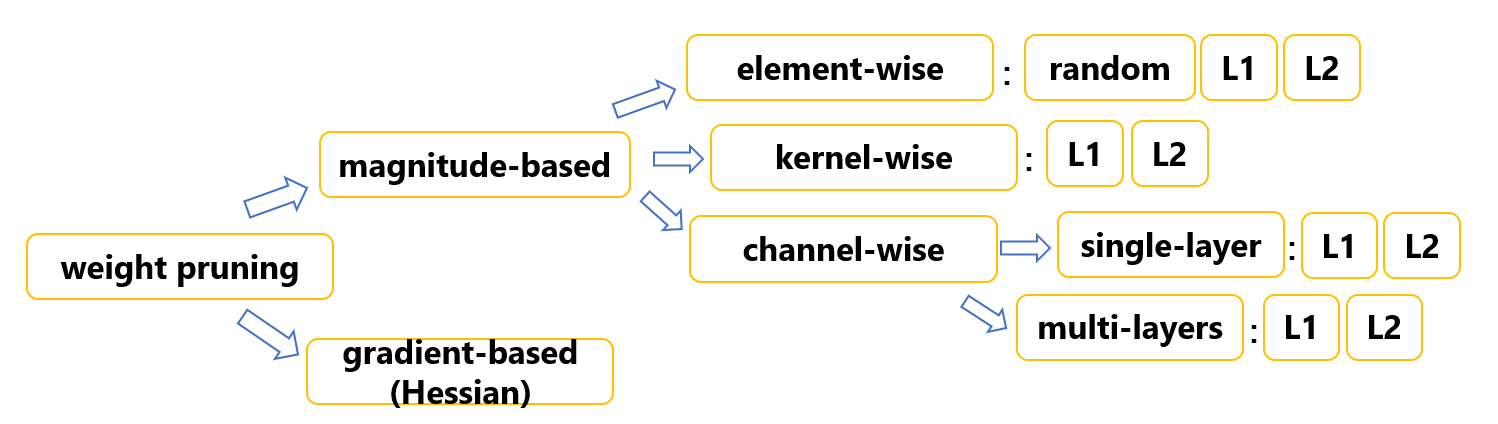 element-wise : random L1 L2
magnitude-based
kernel-wise : L1 L2
channel-wise
single-layer : L1 L2
weight pruning
multi-layers : L1 L2
gradient-based
(Hessian)